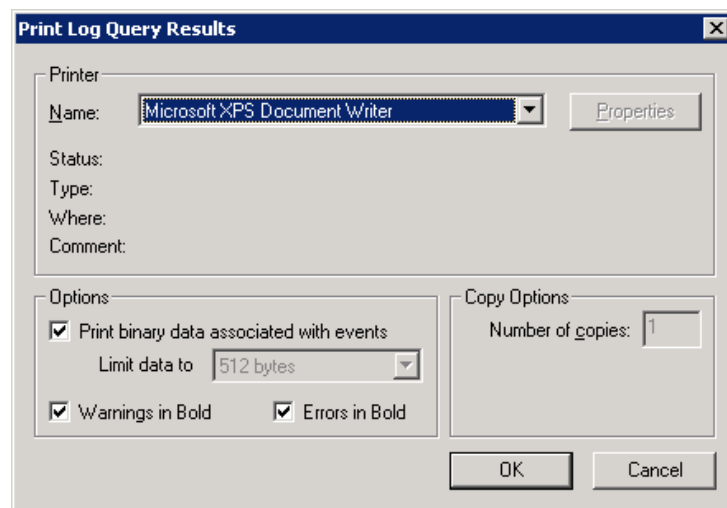 Print Log Query Results
Printer
Name: Microsoft XPS Document Writer Properties
Status:
Type:
Where:
Comment:
Options
Print binary data associated with events
Limit data to 512 bytes
Warnings in Bold Errors in Bold
Copy Options
Number of copies: 1
OK Cancel